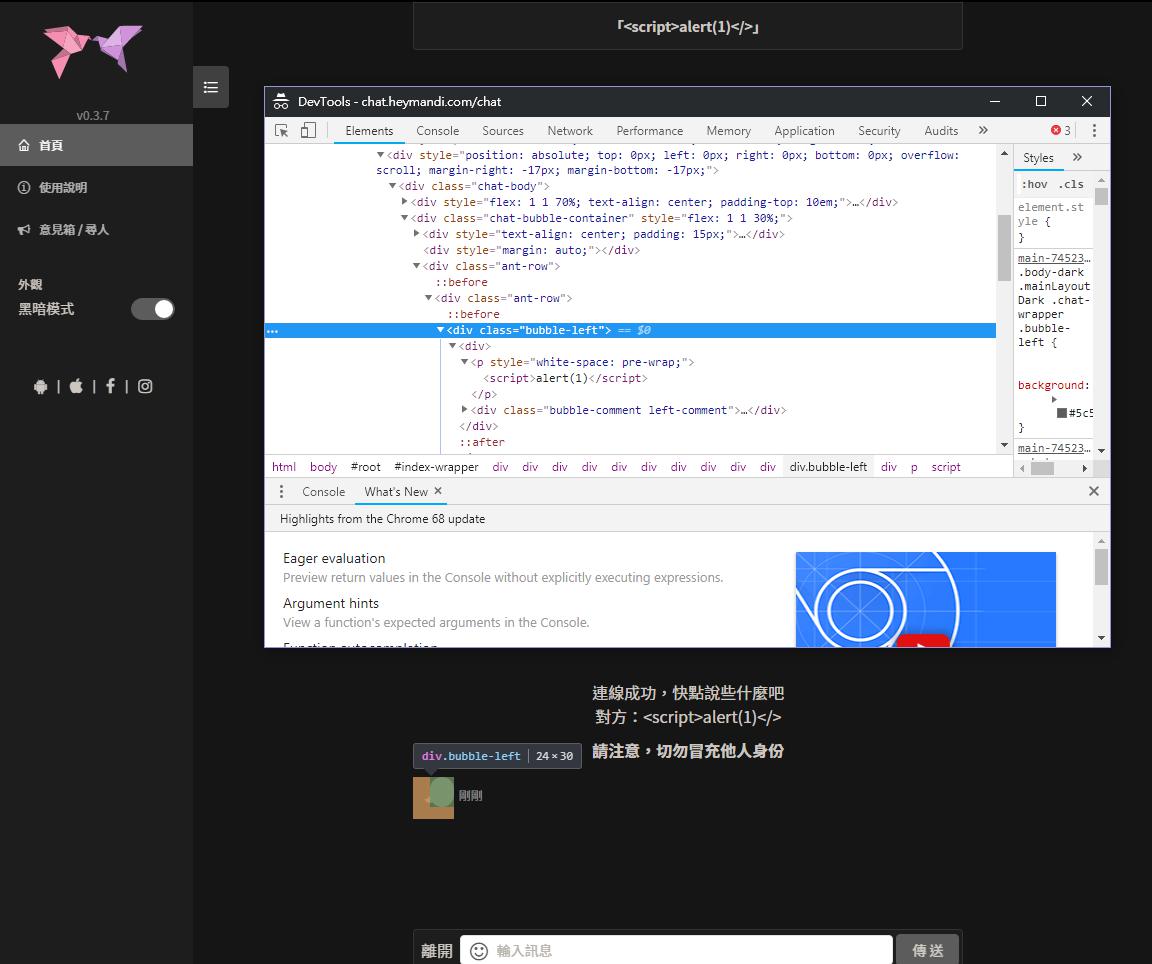 「<script>alert(1)</>」
v0.3.7
首頁
使用說明
意見箱 / 尋人
外觀
黑暗模式
| | |
DevTools - chat.heymandi.com/chat
Elements Console Sources Network Performance Memory Application Security Audits » 3
▼<div style="position: absolute; top: 0px; left: 0px; right: 0px; bottom: 0px; overflow:
scroll; margin-right: -17px; margin-bottom: -17px;">
▼<div class="chat-body">
▶<div style="flex: 1 1 70%; text-align: center; padding-top: 10em;">…</div>
▼<div class="chat-bubble-container" style="flex: 1 1 30%;">
▶<div style="text-align: center; padding: 15px;">…</div>
<div style="margin: auto;"></div>
▼<div class="ant-row">
::before
▼<div class="ant-row">
::before
… ▼<div class="bubble-left"> == $0
▼<div>
▼<p style="white-space: pre-wrap;">
<script>alert(1)</script>
</p>
▶<div class="bubble-comment left-comment">…</div>
</div>
::after
html body #root #index-wrapper div div div div div div div div div div div.bubble-left div p script
Styles »
:hov .cls
element.st
yle {
}
main-74523…
.body-dark
.mainLayout
Dark .chat-
wrapper
.bubble-
left {
background:
▶
#5c5
}
main-74523…
Console What's New ×
Highlights from the Chrome 68 update
Eager evaluation
Preview return values in the Console without explicitly executing expressions.
Argument hints
View a function's expected arguments in the Console.
Function autocompletion
連線成功，快點說些什麼吧
對方：<script>alert(1)</>
請注意，切勿冒充他人身份
div.bubble-left | 24 × 30
剛剛
離開 輸入訊息 傳 送